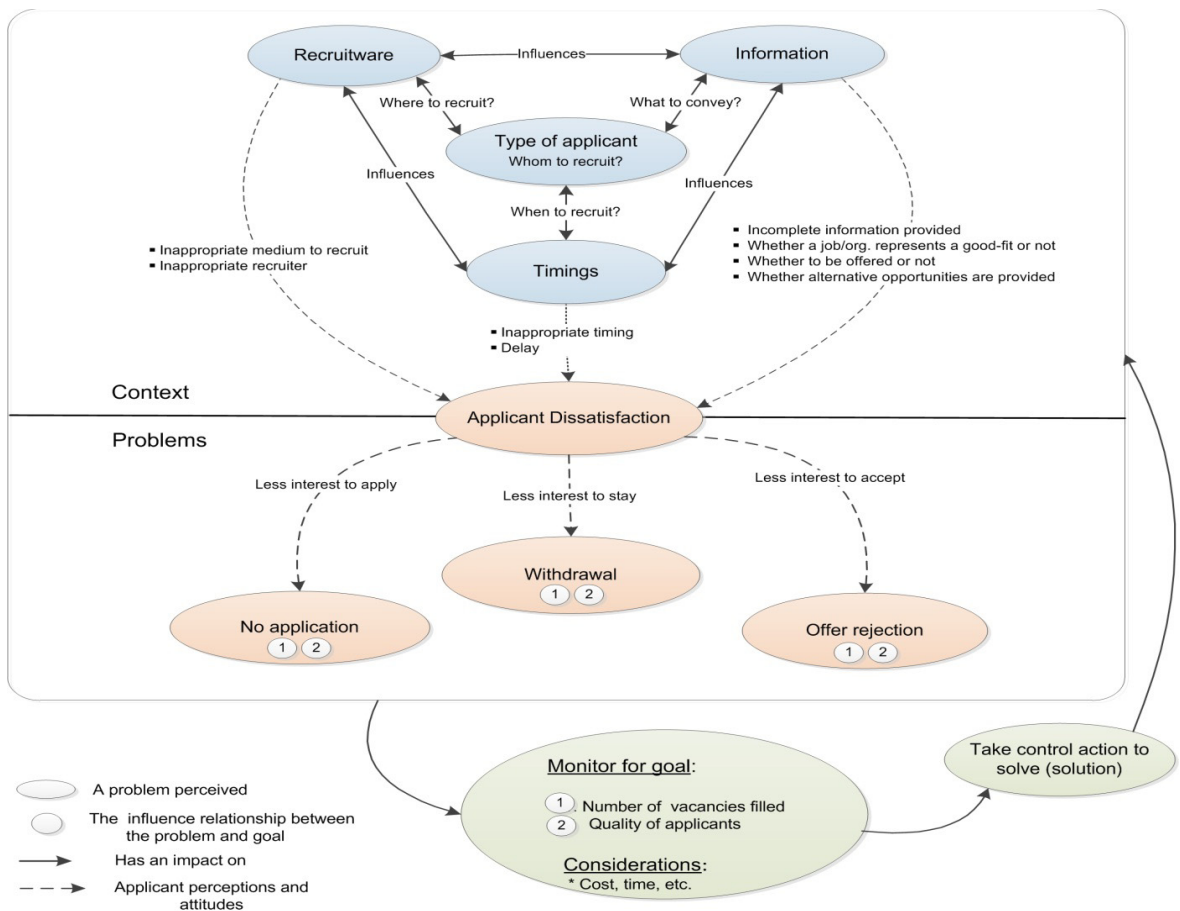 Recruitware
Influences
Information
Where to recruit?
What to convey?
Type of applicant
Whom to recruit?
Influences
Influences
When to recruit?
Timings
▪ Inappropriate medium to recruit
▪ Inappropriate recruiter
▪ Incomplete information provided
▪ Whether a job/org. represents a good-fit or not
▪ Whether to be offered or not
▪ Whether alternative opportunities are provided
▪ Inappropriate timing
▪ Delay
Context
Applicant Dissatisfaction
Problems
Less interest to apply
Less interest to stay
Less interest to accept
Withdrawal
1 2
No application
1 2
Offer rejection
1 2
Monitor for goal:
1. Number of vacancies filled
2 Quality of applicants
Considerations:
* Cost, time, etc.
Take control action to
solve (solution)
A problem perceived
The influence relationship between
the problem and goal
Has an impact on
Applicant perceptions and
attitudes